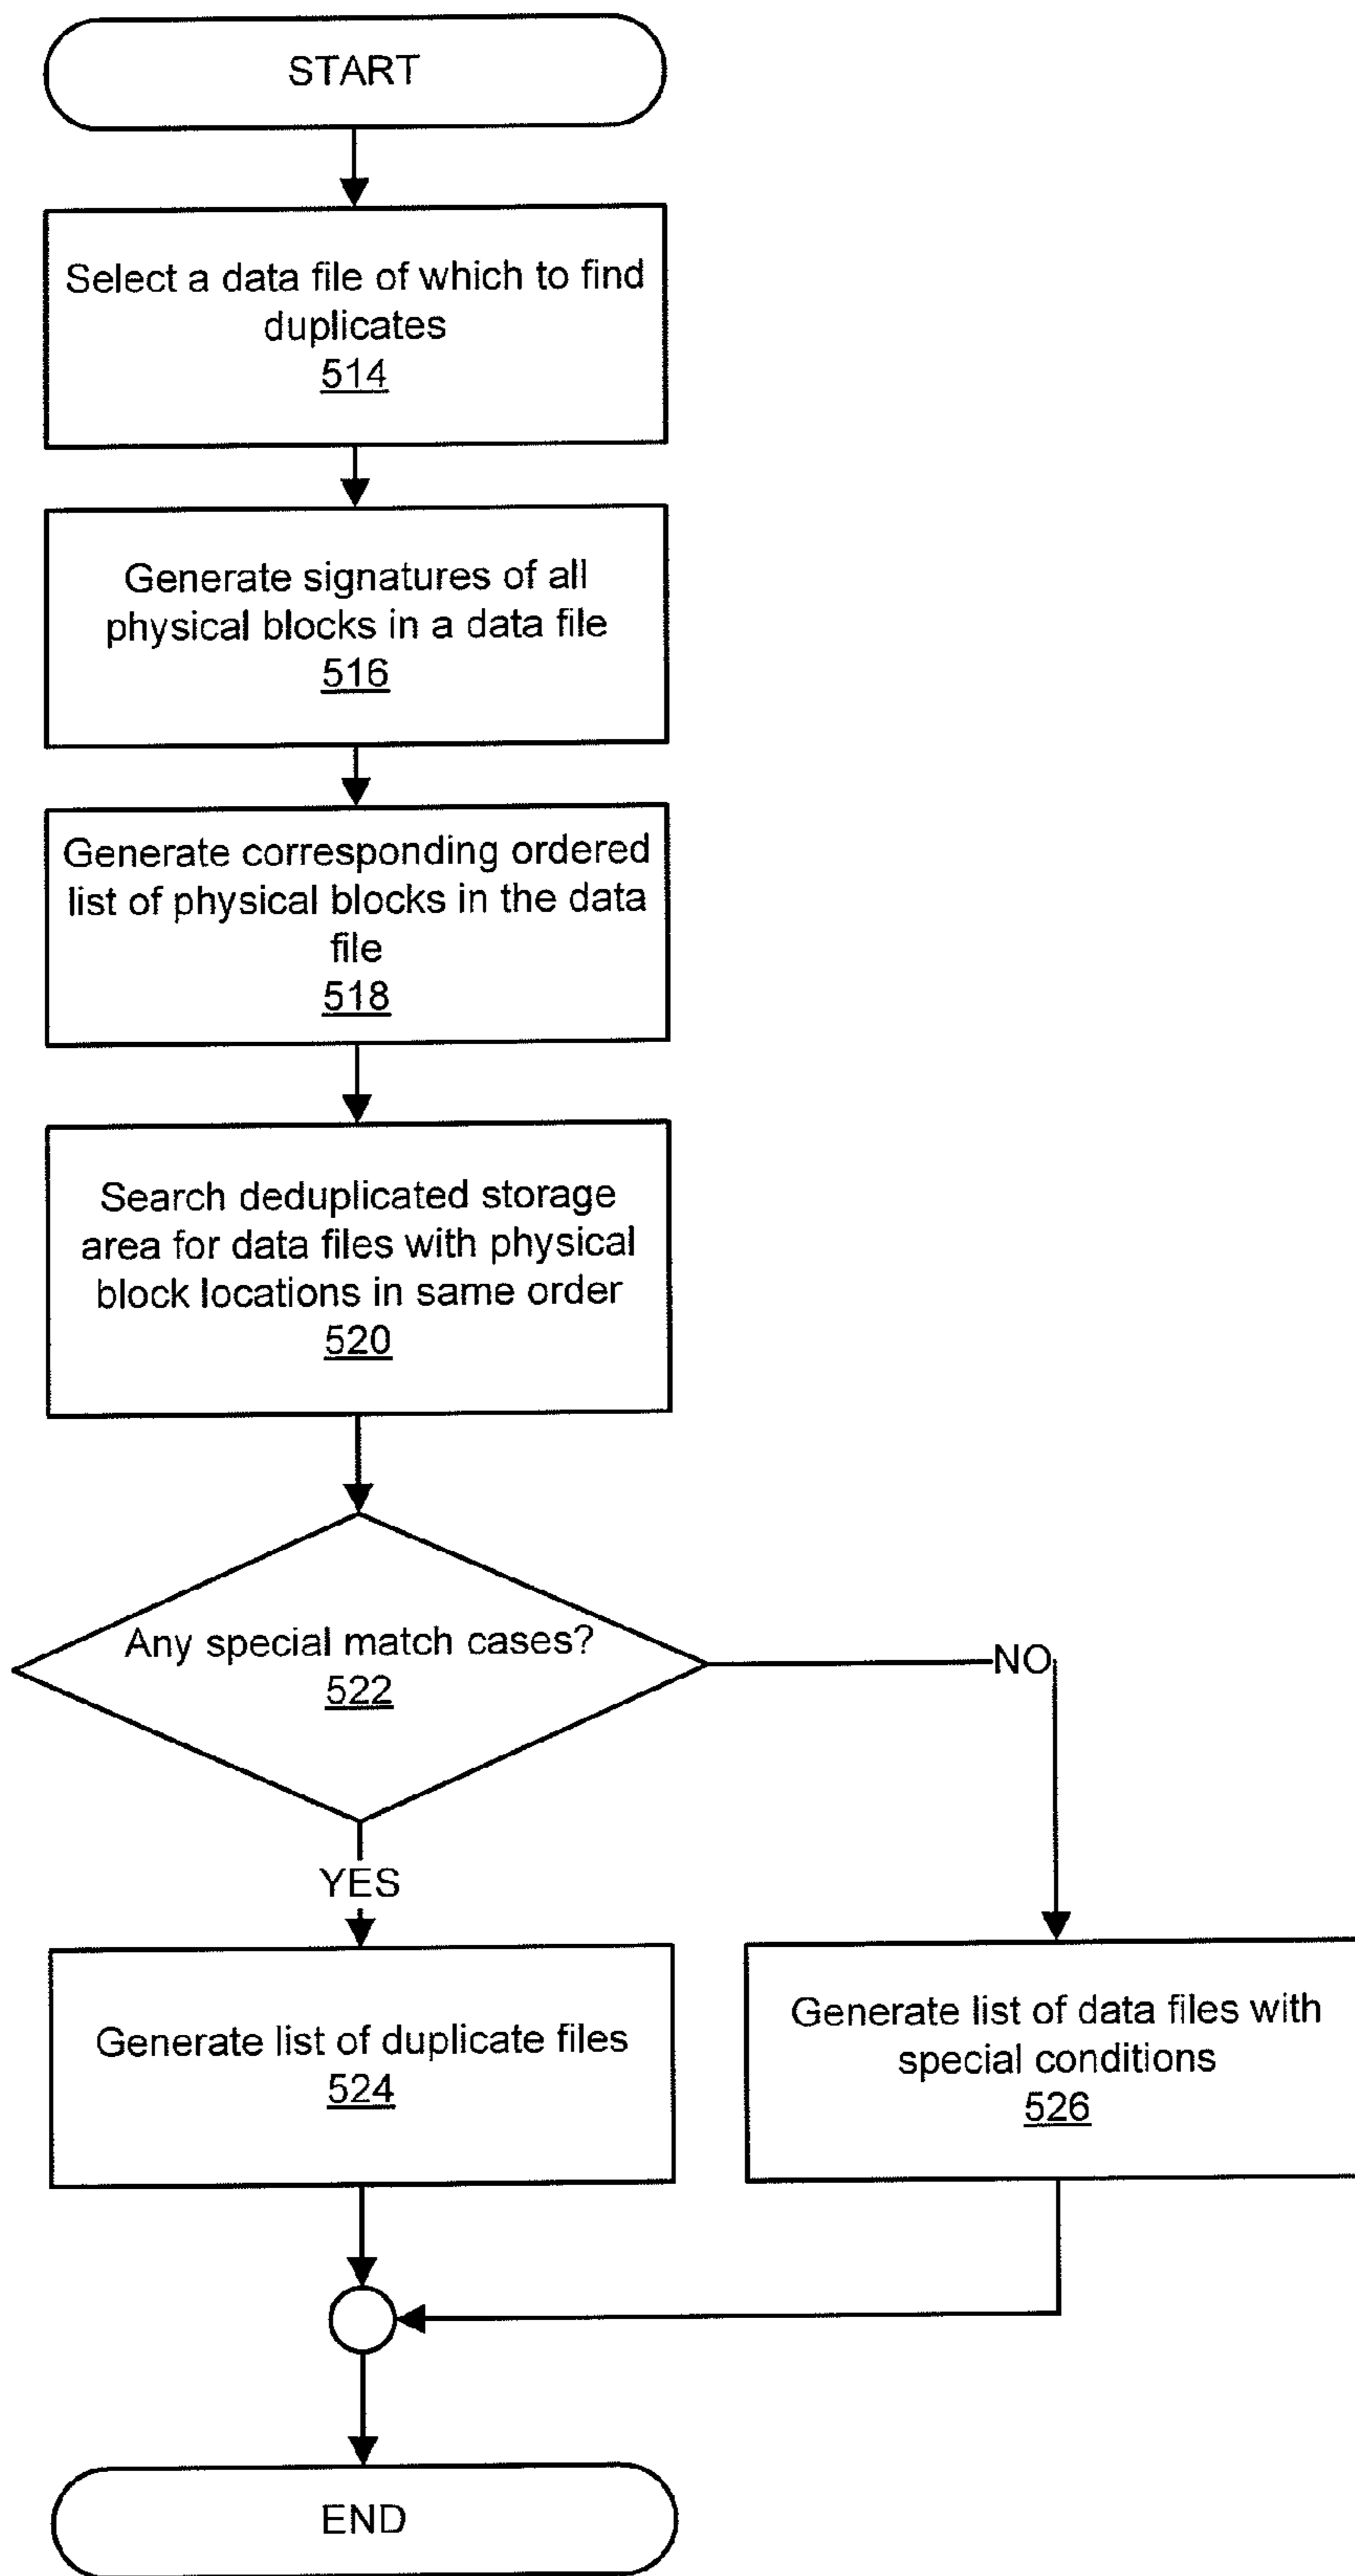 START
Select a data file of which to find
duplicates
514
Generate signatures of all
physical blocks in a data file
516
Generate corresponding ordered
list of physical blocks in the data
file
518
Search deduplicated storage
area for data files with physical
block locations in same order
520
Any special match cases?
522
NO
YES
Generate list of duplicate files
524
Generate list of data files with
special conditions
526
END